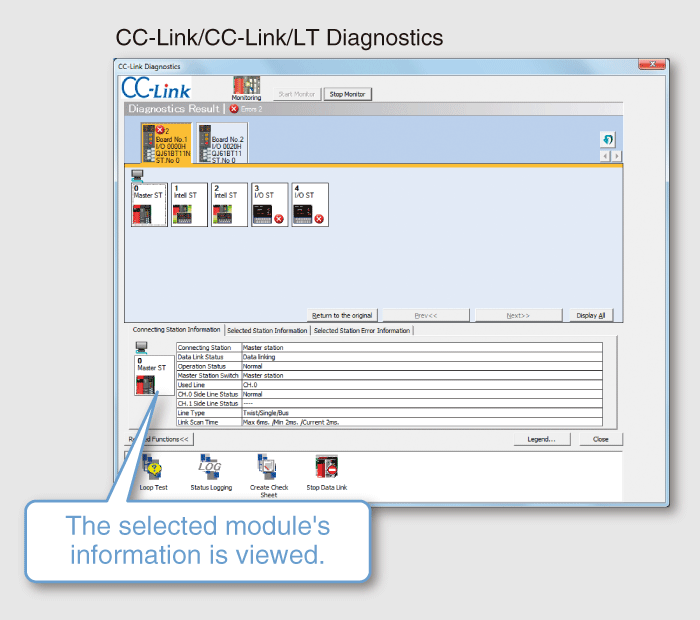 CC-Link/CC-Link/LT Diagnostics
CC-Link Diagnostics
CC-Link
Monitoring
Start Monitor
Stop Monitor
Diagnostics Result
Errors 2
2
Board No.1
I/O 0000H
QJ61BT11N
ST.No 0
Board No.2
I/O 0020H
QJ61BT11
ST.No 0
0
Master ST
1
Intell ST
2
Intell ST
3
I/O ST
4
I/O ST
Return to the original
Prev<<
Next>>
Display All
Connecting Station Information
Selected Station Information
Selected Station Error Information
0
Master ST
Connecting Station Master station
Data Link Status Data linking
Operation Status Normal
Master Station Switch Master station
Used Line CH.0
CH.0 Side Line Status Normal
CH.1 Side Line Status ----
Line Type Twist/Single/Bus
Link Scan Time Max 6ms. /Min 2ms. /Current 2ms.
Functions<<
Legend...
Close
Loop Test
LOG
Status Logging
Create Check
Sheet
Stop Data Link
The selected module's
information is viewed.